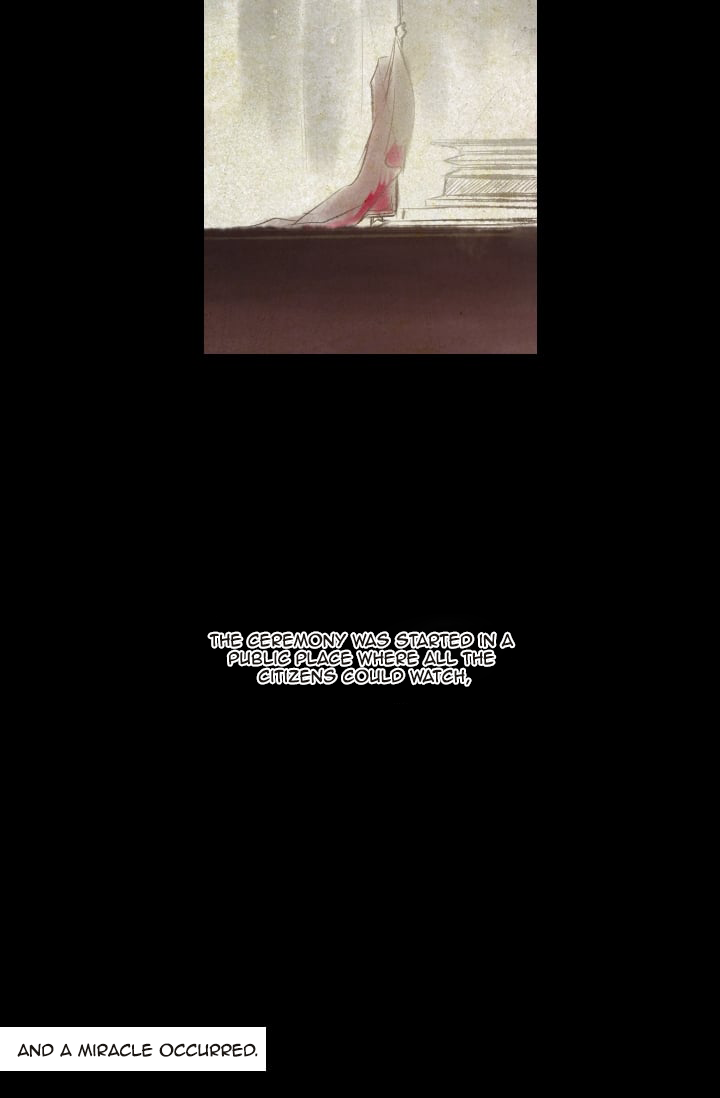 THE CEREMONY WAS STARTED IN A
PUBLIC PLACE WHERE ALL THE
CITIZENS COULD WATCH,
AND A MIRACLE OCCURRED.